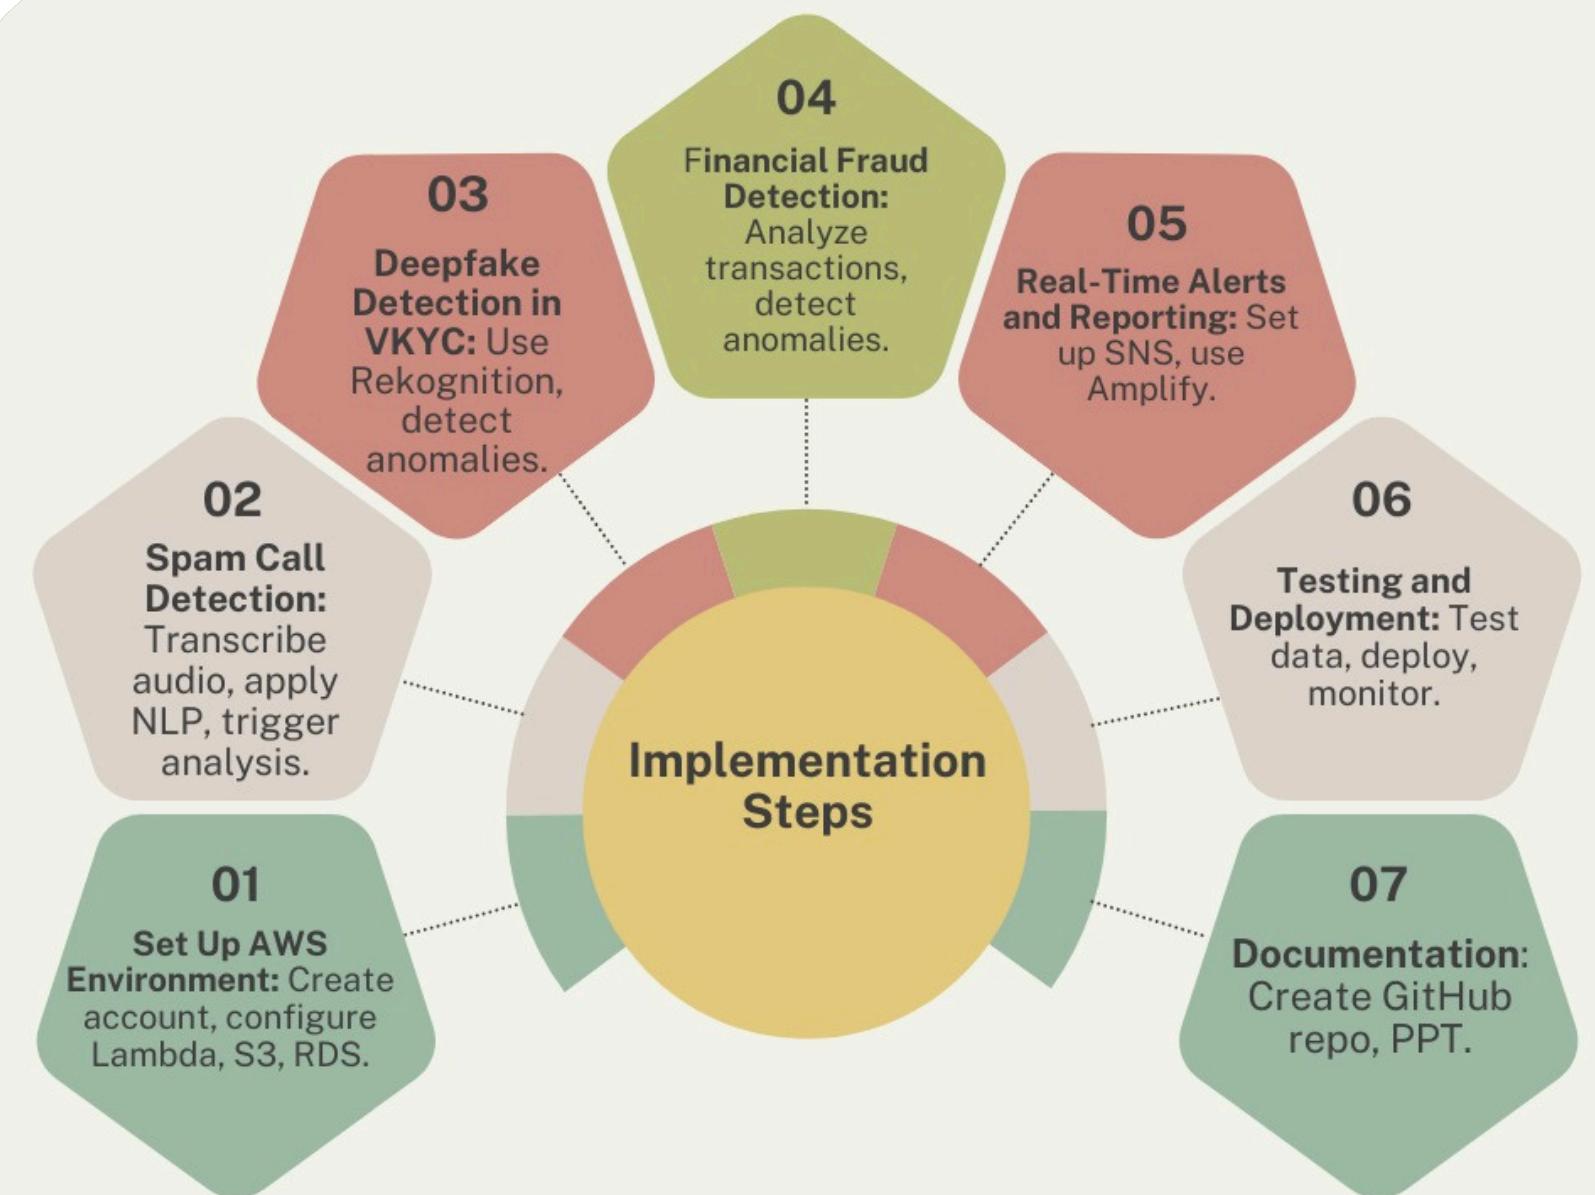 01
Set Up AWS
Environment: Create
account, configure
Lambda, S3, RDS.
02
Spam Call
Detection:
Transcribe
audio, apply
NLP, trigger
analysis.
03
Deepfake
Detection in
VKYC: Use
Rekognition,
detect
anomalies.
04
Financial Fraud
Detection:
Analyze
transactions,
detect
anomalies.
05
Real-Time Alerts
and Reporting: Set
up SNS, use
Amplify.
06
Testing and
Deployment: Test
data, deploy,
monitor.
07
Documentation:
Create GitHub
repo, PPT.
Implementation
Steps